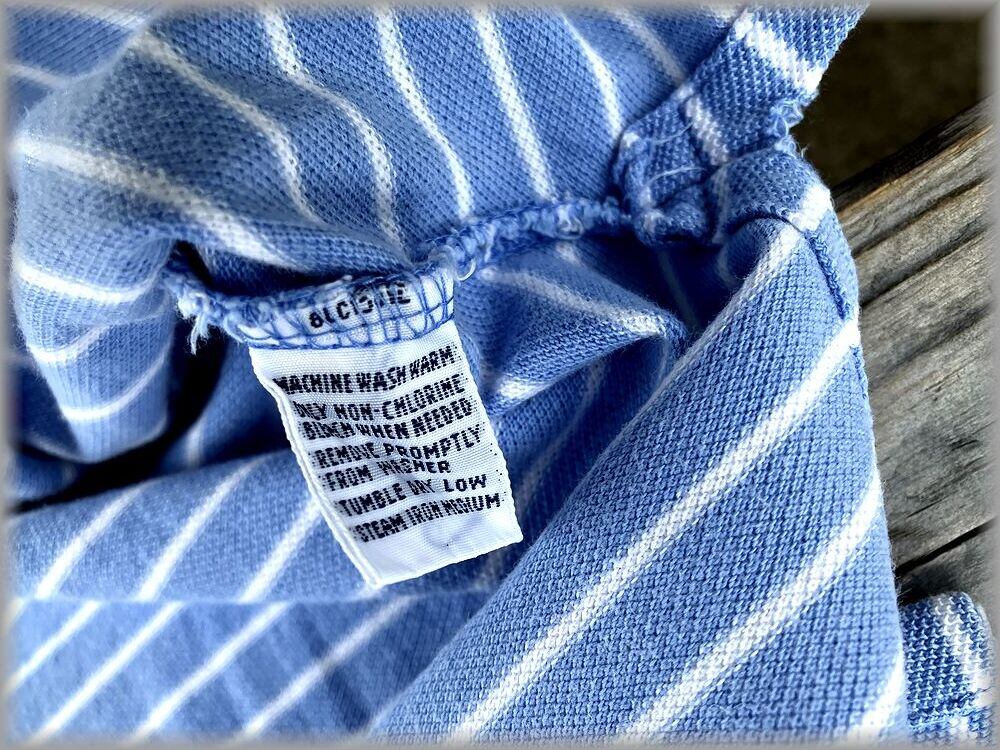 MACHINE WASH WARM
ONLY NON-CHLORINE
BLEACH WHEN NEEDED
REMOVE PROMPTLY
FROM WASHER
TUMBLE DRY LOW
STEAM IRON MEDIUM